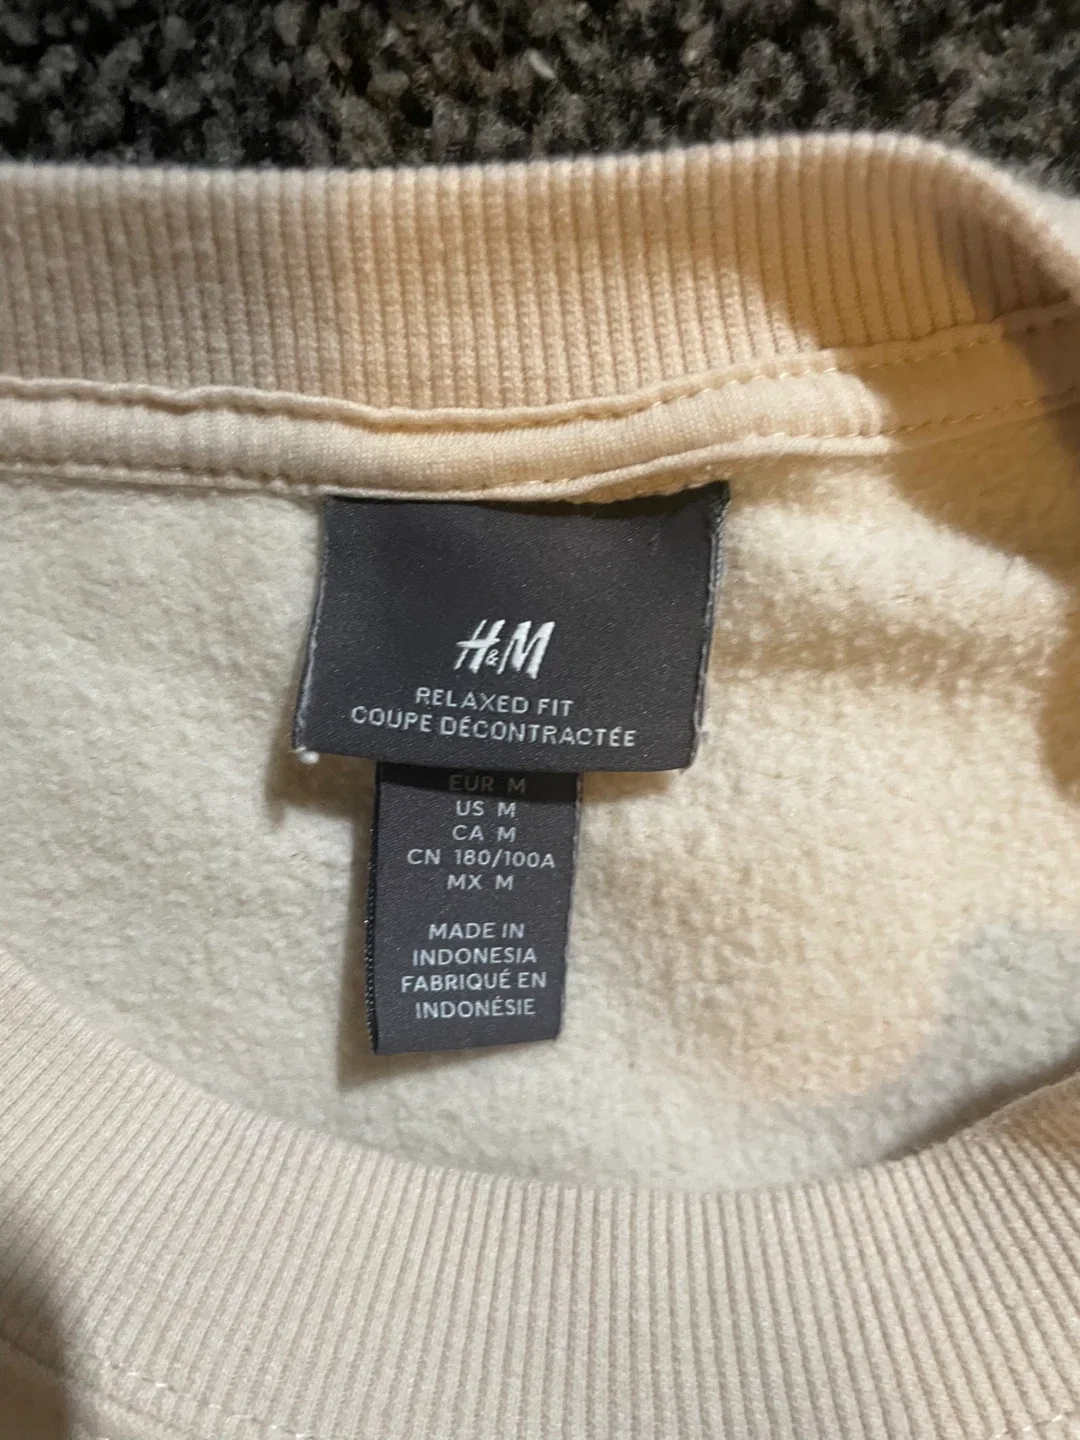 H&M
RELAXED FIT
COUPE DÉCONTRACTÉE
EUR M
US M
CA M
CN 180/100A
MX M
MADE IN
INDONESIA
FABRIQUÉ EN
INDONÉSIE